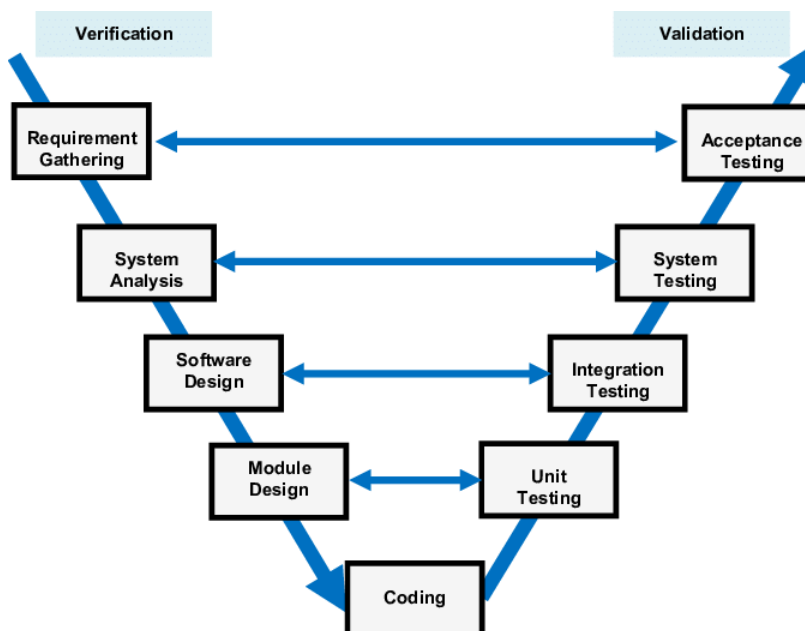 Verification
Validation
Requirement
Gathering
Acceptance
Testing
System
Analysis
System
Testing
Software
Design
Integration
Testing
Module
Design
Unit
Testing
Coding